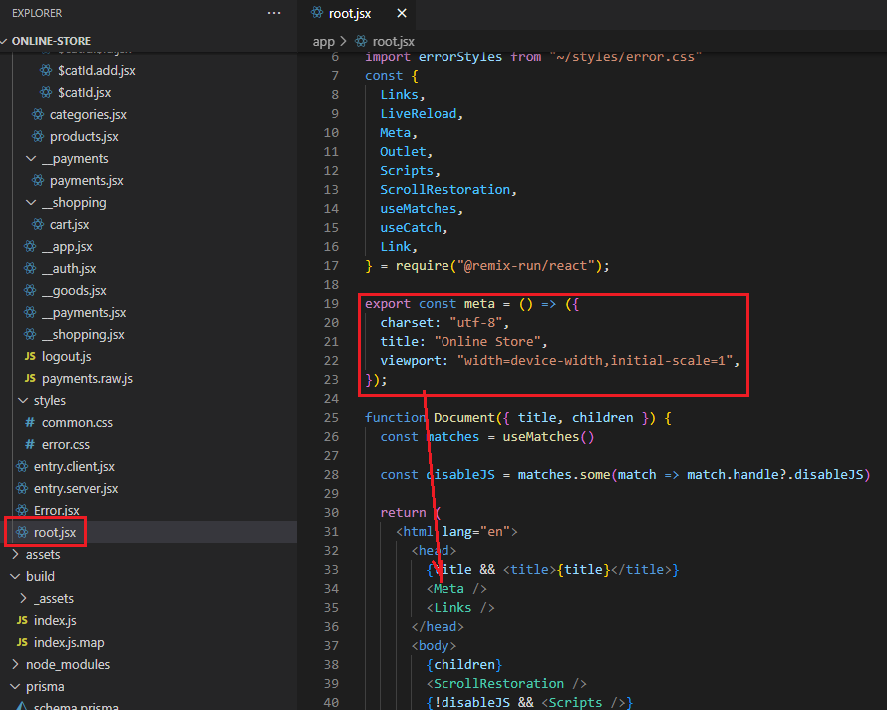 EXPLORER
ONLINE-STORE
$catId.add.jsx
$catId.jsx
categories.jsx
products.jsx
__payments
payments.jsx
__shopping
cart.jsx
__app.jsx
__auth.jsx
__goods.jsx
__payments.jsx
__shopping.jsx
JS logout.js
JS payments.raw.js
styles
# common.css
# error.css
entry.client.jsx
entry.server.jsx
Error.jsx
root.jsx
assets
build
_assets
JS index.js
JS index.js.map
node_modules
prisma
schema.prisma
root.jsx ×
app > root.jsx
6 import errorStyles from "~/styles/error.css"
7 const {
8 Links,
9 LiveReload,
10 Meta,
11 Outlet,
12 Scripts,
13 ScrollRestoration,
14 useMatches,
15 useCatch,
16 Link,
17 } = require("@remix-run/react");
18
19 export const meta = () => ({
20 charset: "utf-8",
21 title: "Online Store",
22 viewport: "width=device-width,initial-scale=1",
23 });
24
25 function Document({ title, children }) {
26 const matches = useMatches()
27
28 const disableJS = matches.some(match => match.handle?.disableJS)
29
30 return (
31 <html lang="en">
32 <head>
33 {title && <title>{title}</title>}
34 <Meta />
35 <Links />
36 </head>
37 <body>
38 {children}
39 <ScrollRestoration />
40 {!disableJS && <Scripts />}